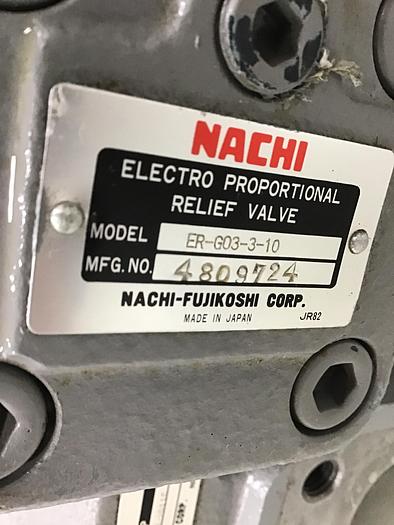 NACHI
ELECTRO PROPORTIONAL
RELIEF VALVE
MODEL ER-G03-3-10
MFG.NO. 4809724
NACHI-FUJIKOSHI CORP.
MADE IN JAPAN JR82